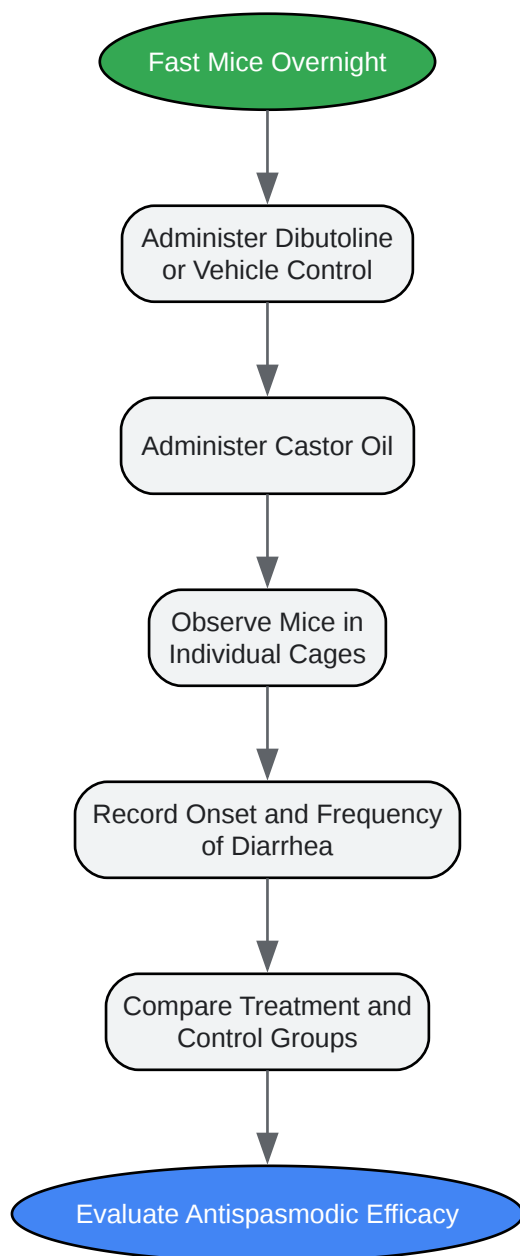 Fast Mice Overnight
Administer Dibutoline
or Vehicle Control
Administer Castor Oil
Observe Mice in
Individual Cages
Record Onset and Frequency
of Diarrhea
Compare Treatment and
Control Groups
Evaluate Antispasmodic Efficacy